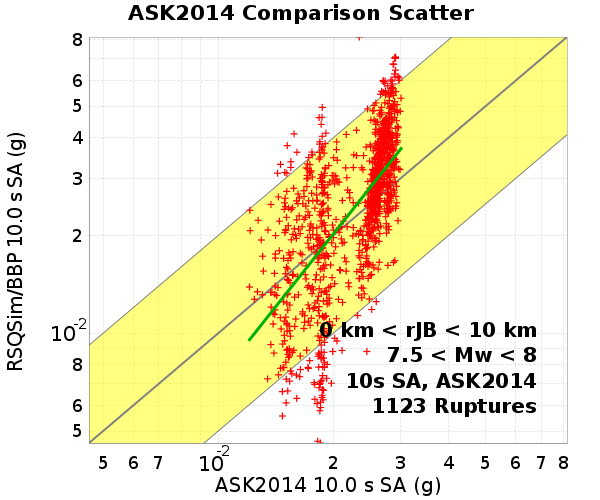 ASK2014 Comparison Scatter
RSQSim/BBP 10.0 s SA (g)
8
6
5
4
3
2
10-2
8
6
5
0 km < rJB < 10 km
7.5 < Mw < 8
10s SA, ASK2014
1123 Ruptures
5 6 7 10-2 2 3 4 5 6 7 8
ASK2014 10.0 s SA (g)